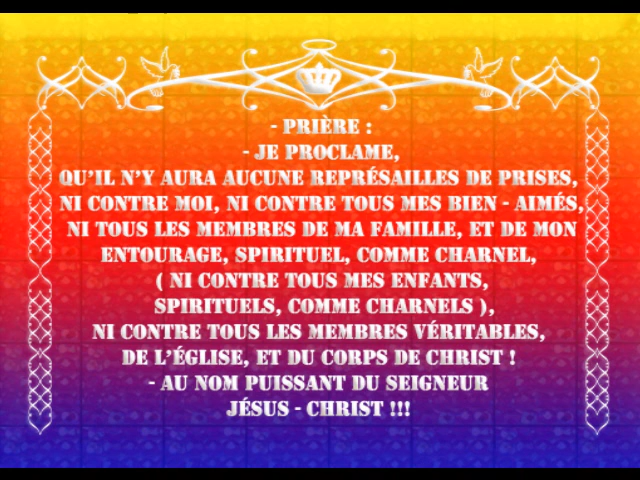 - PRIÈRE :
- JE PROCLAME,
QU'IL N'Y AURA AUCUNE REPRÉSAILLES DE PRISES,
NI CONTRE MOI, NI CONTRE TOUS MES BIEN - AIMÉS,
NI TOUS LES MEMBRES DE MA FAMILLE, ET DE MON
ENTOURAGE, SPIRITUEL, COMME CHARNEL,
( NI CONTRE TOUS MES ENFANTS,
SPIRITUELS, COMME CHARNELS ),
NI CONTRE TOUS LES MEMBRES VÉRITABLES,
DE L'ÉGLISE, ET DU CORPS DE CHRIST !
- AU NOM PUISSANT DU SEIGNEUR
JÉSUS - CHRIST !!!